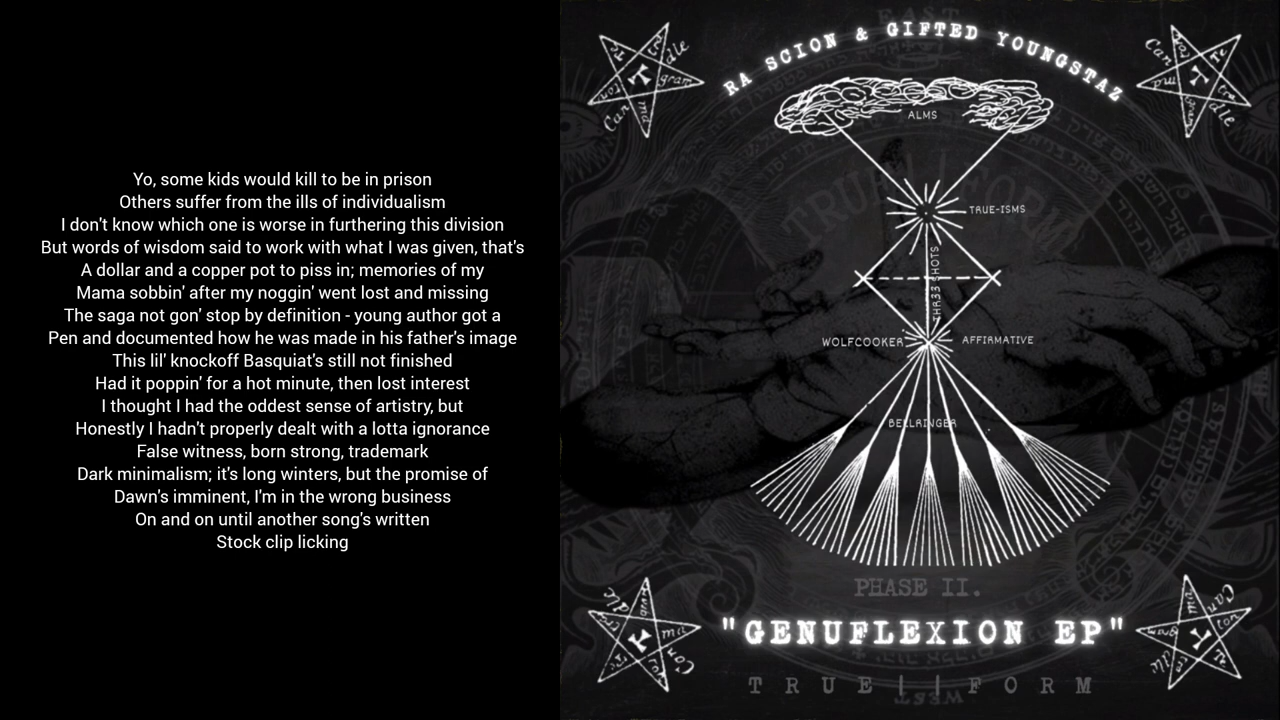 Yo, some kids would kill to be in prison
Others suffer from the ills of individualism
I don't know which one is worse in furthering this division
But words of wisdom said to work with what I was given, that's
A dollar and a copper pot to piss in; memories of my
Mama sobbin' after my noggin' went lost and missing
The saga not gon' stop by definition - young author got a
Pen and documented how he was made in his father's image
This lil' knockoff Basquiat's still not finished
Had it poppin' for a hot minute, then lost interest
I thought I had the oddest sense of artistry, but
Honestly I hadn't properly dealt with a lotta ignorance
False witness, born strong, trademark
Dark minimalism; it's long winters, but the promise of
Dawn's imminent, I'm in the wrong business
On and on until another song's written
Stock clip licking
EAST
RA SCION & GIFTED YOUNGSTAZ
ALMS
TRUE-ISMS
TRUE FORM
THR33 SHOTS
WOLFCOOKER
AFFIRMATIVE
BELLRINGER
PHASE II.
"GENUFLEXION EP"
TRUE||FORM
WEST